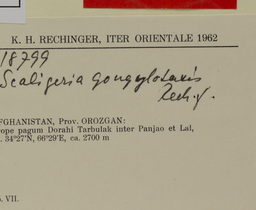 K. H. RECHINGER, ITER ORIENTALE 1962
18799
Scaligeria gongylotaxis
Rech.f.
FGHANISTAN, Prov. OROZGAN:
ope pagum Dorahi Tarbulak inter Panjao et Lal,
. 34°27'N, 66°29'E, ca. 2700 m
. VII.